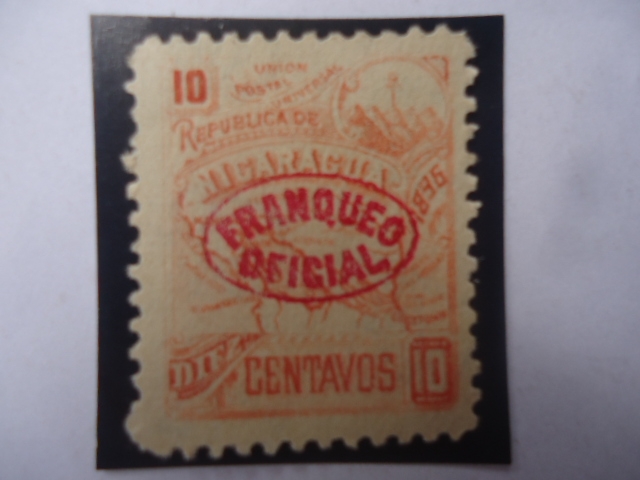 10
UNION
POSTAL
UNIVERSAL
REPUBLICA DE
NICARAGUA
1896
FRANQUEO
OFICIAL
DIEZ
CENTAVOS
10